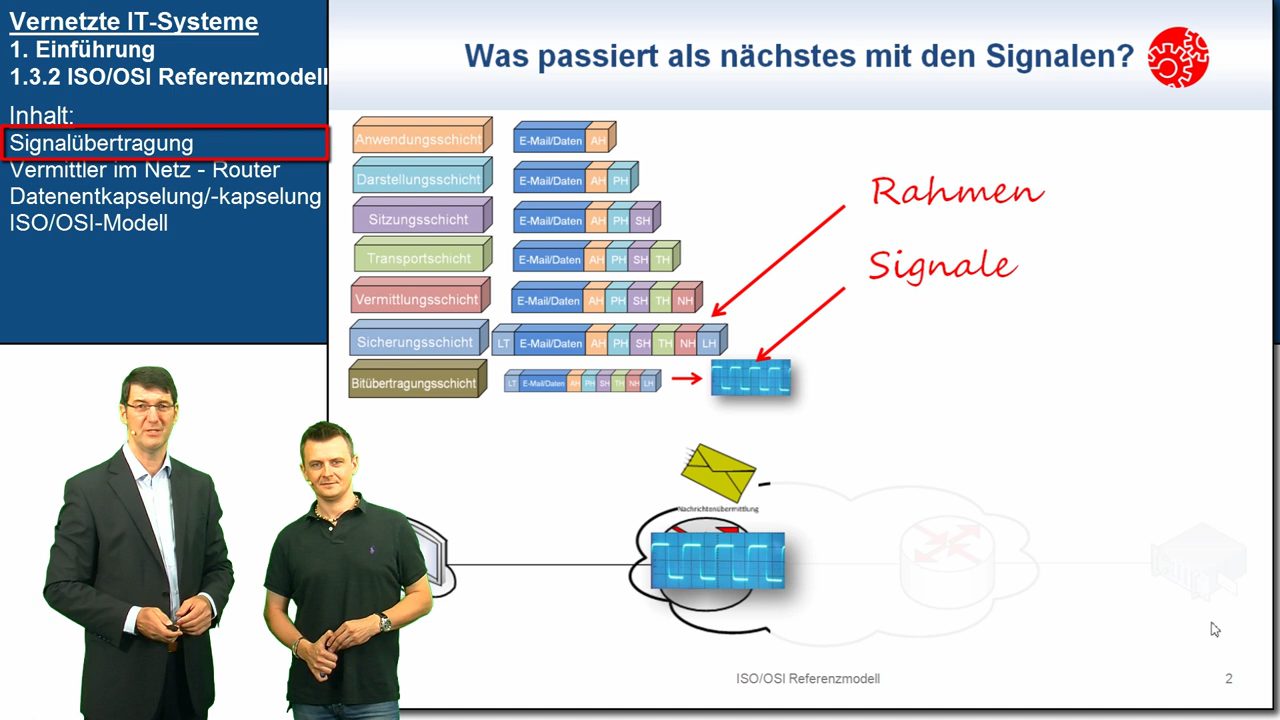 Vernetzte IT-Systeme
1. Einführung
1.3.2 ISO/OSI Referenzmodell
Inhalt:
Signalübertragung
Vermittler im Netz - Router
Datenentkapselung/-kapselung
ISO/OSI-Modell
Was passiert als nächstes mit den Signalen?
Anwendungsschicht E-Mail/Daten AH
Darstellungsschicht E-Mail/Daten AH PH
Sitzungsschicht E-Mail/Daten AH PH SH
Transportschicht E-Mail/Daten AH PH SH TH
Vermittlungsschicht E-Mail/Daten AH PH SH TH NH
Sicherungsschicht LT E-Mail/Daten AH PH SH TH NH LH
Bitübertragungsschicht LT E-Mail/Daten AH PH SH TH NH LH
Rahmen
Signale
Nachrichtenübermittlung
ISO/OSI Referenzmodell
2